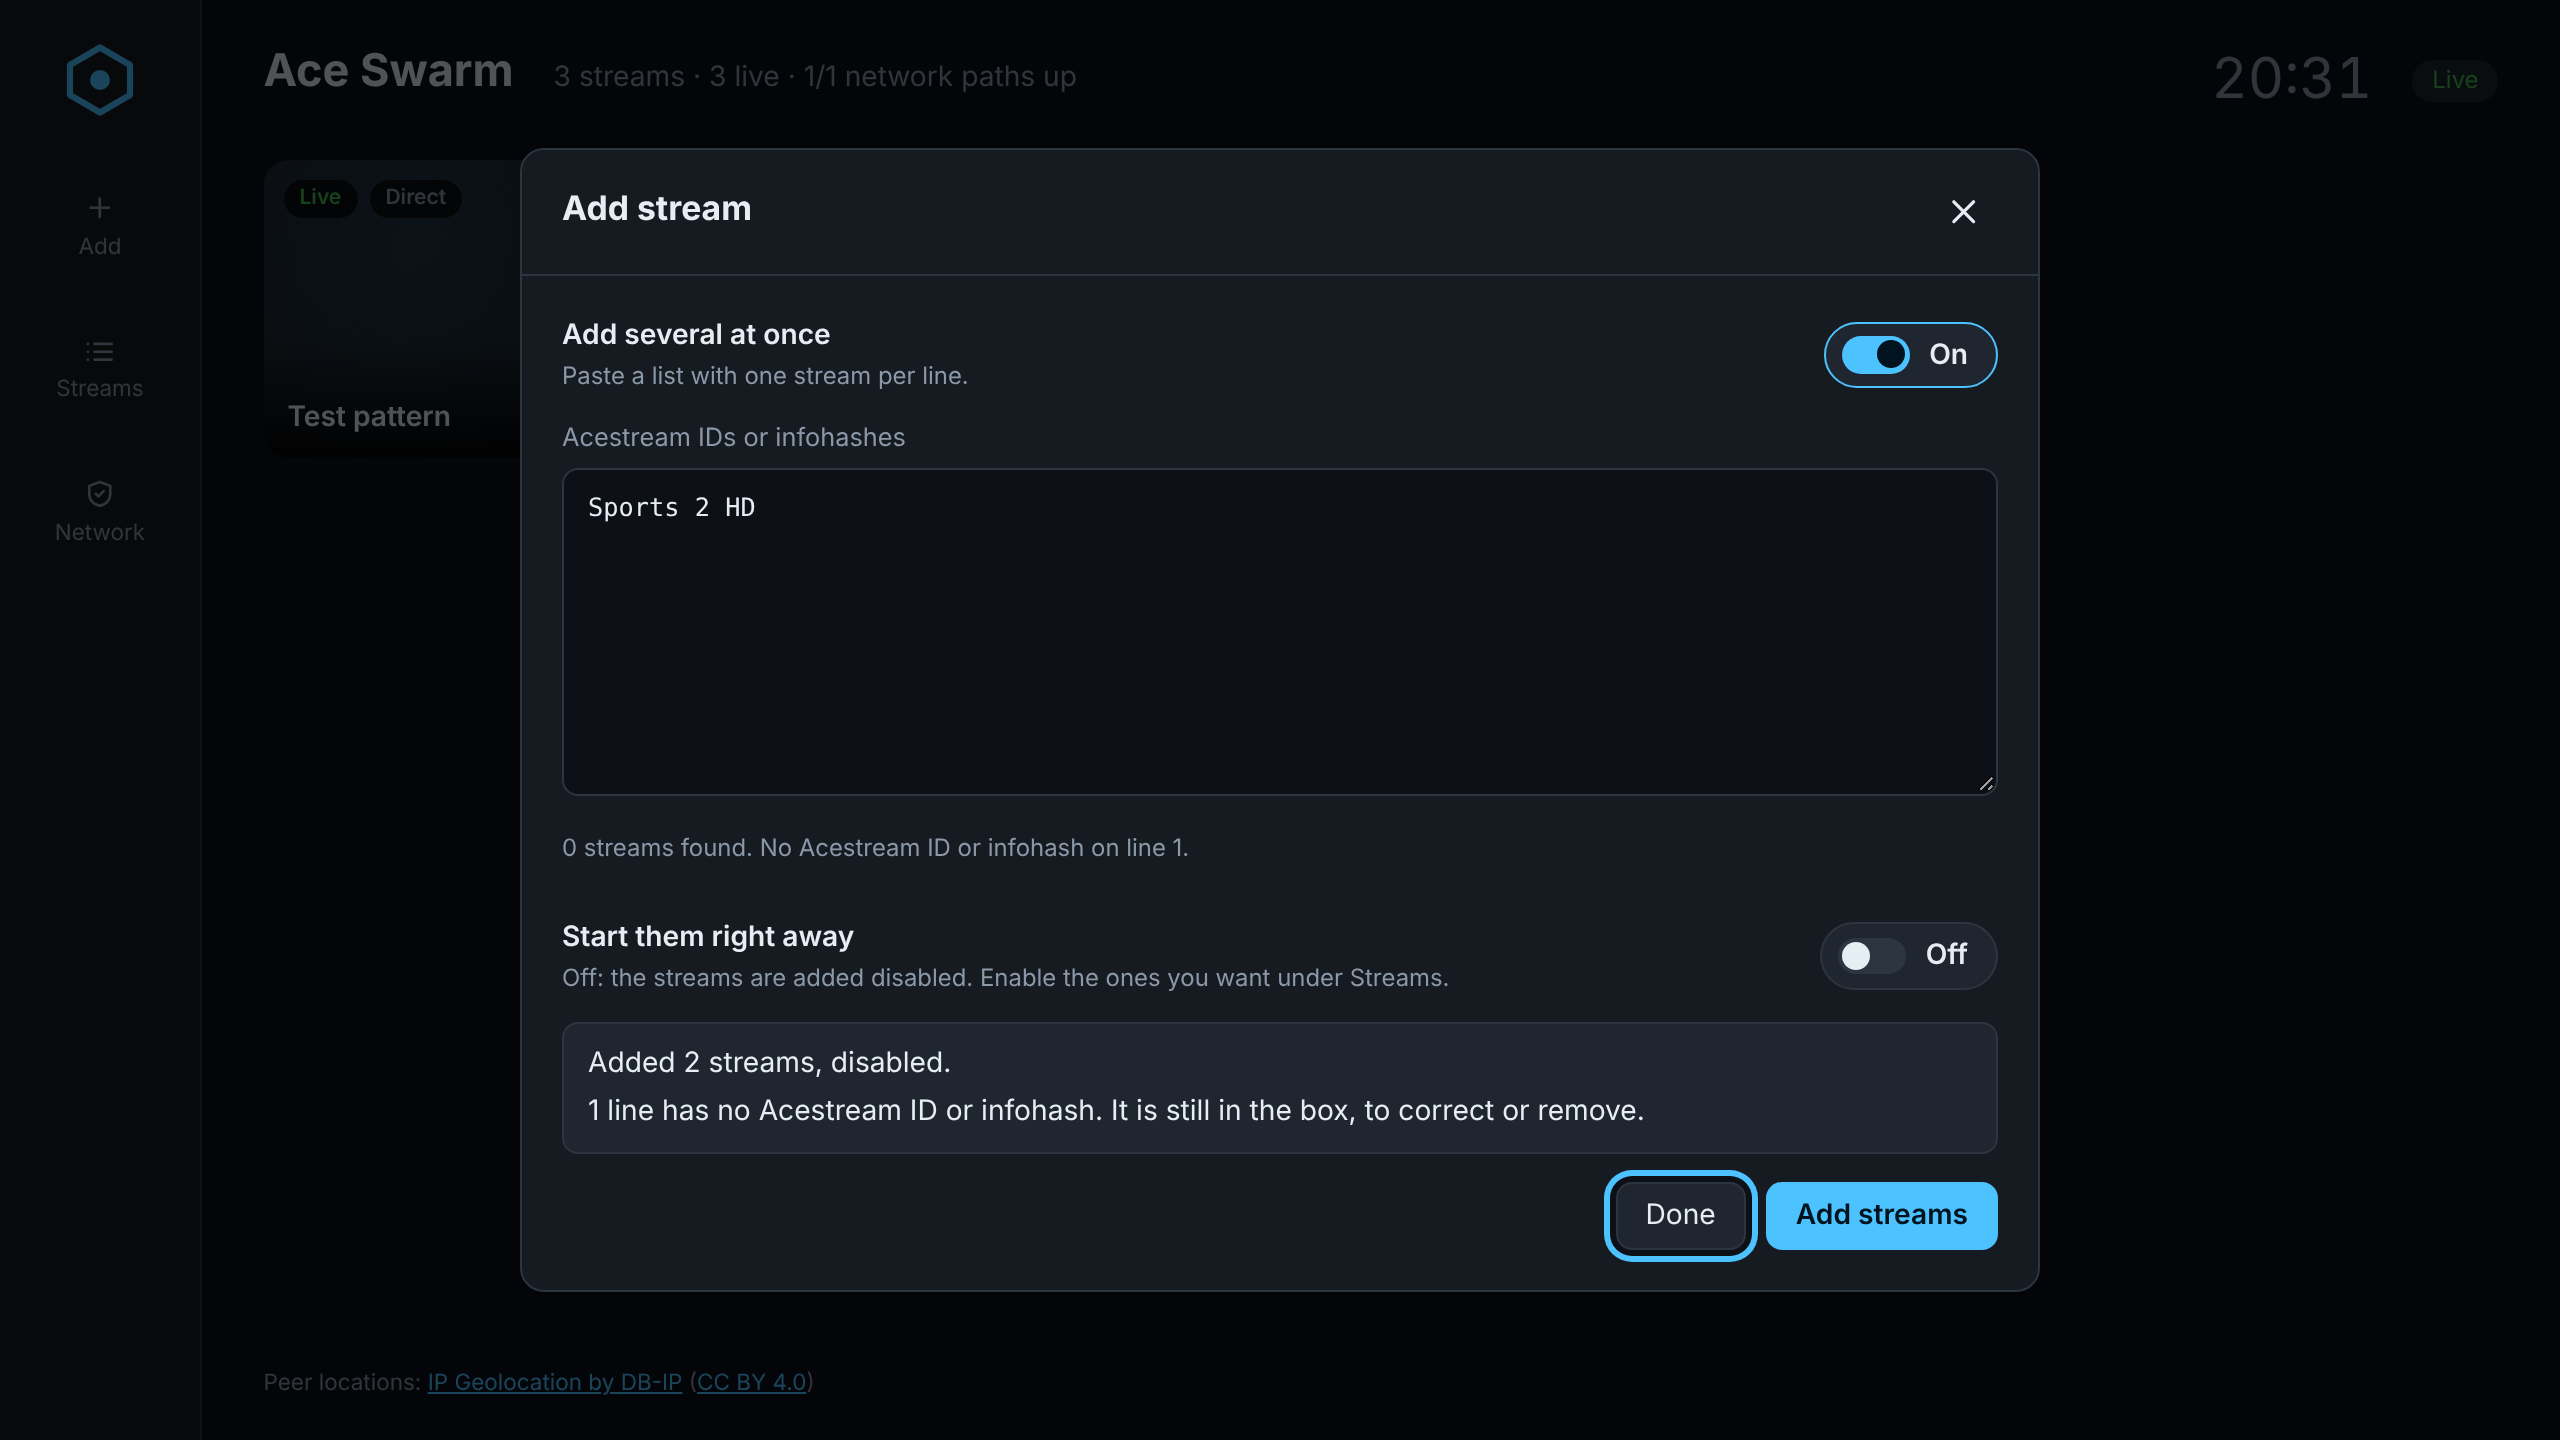 Ace Swarm
3 streams · 3 live · 1/1 network paths up
20:31
Live
Add
Streams
Network
Live
Direct
Test pattern
Add stream
Add several at once
Paste a list with one stream per line.
On
Acestream IDs or infohashes
Sports 2 HD
0 streams found. No Acestream ID or infohash on line 1.
Start them right away
Off: the streams are added disabled. Enable the ones you want under Streams.
Off
Added 2 streams, disabled.
1 line has no Acestream ID or infohash. It is still in the box, to correct or remove.
Done
Add streams
Peer locations: IP Geolocation by DB-IP (CC BY 4.0)